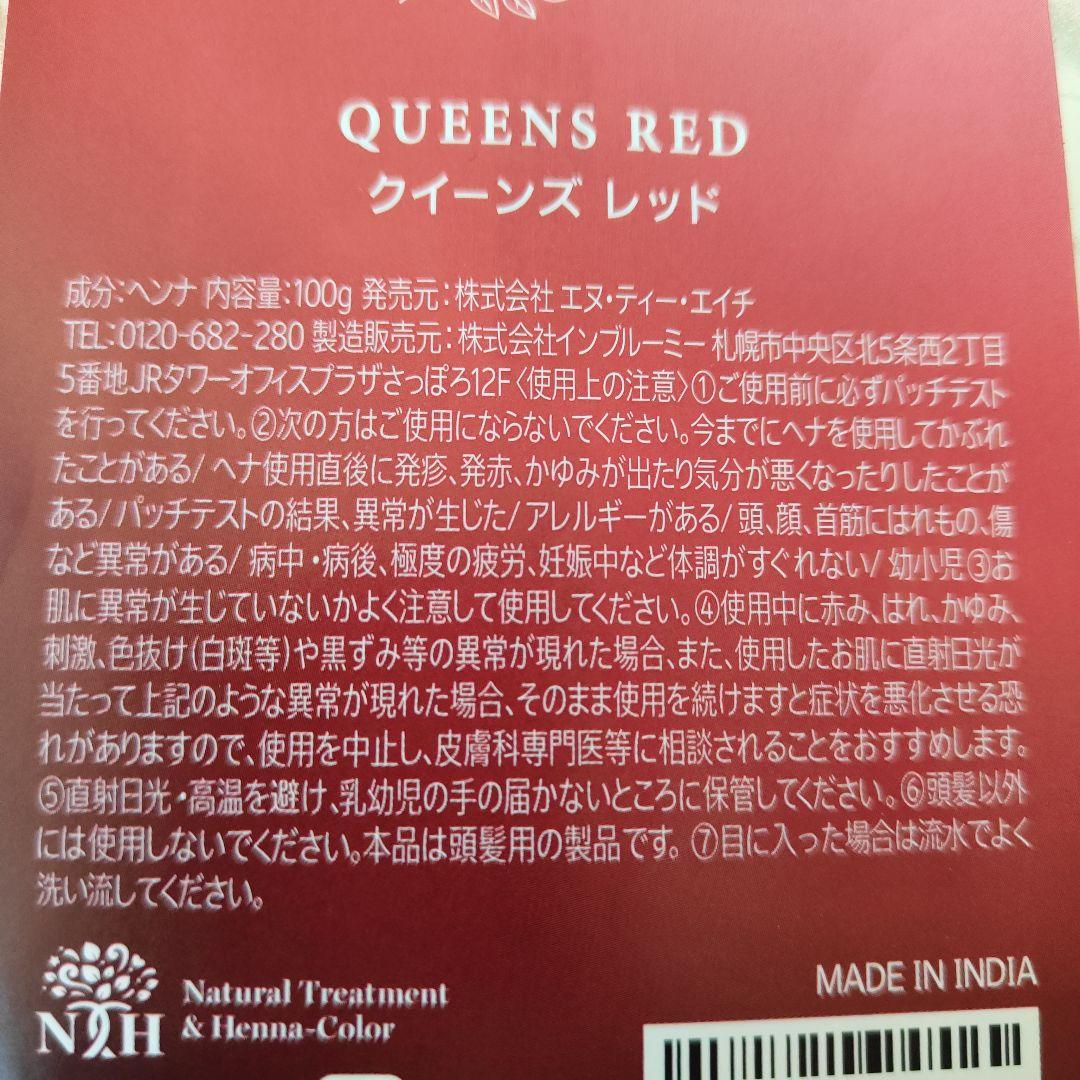 QUEENS RED
クイーンズ レッド
成分:ヘンナ 内容量:100g 発売元:株式会社 エヌ・ティー・エイチ
TEL:0120-682-280 製造販売元:株式会社インブルーミー 札幌市中央区北5条西2丁目
5番地JRタワーオフィスプラザさっぽろ12F〈使用上の注意〉①ご使用前に必ずパッチテスト
を行ってください。②次の方はご使用にならないでください。今までにヘナを使用してかぶれ
たことがある/ ヘナ使用直後に発疹、発赤、かゆみが出たり気分が悪くなったりしたことが
ある/ パッチテストの結果、異常が生じた/ アレルギーがある/ 頭、顔、首筋にはれもの、傷
など異常がある/ 病中・病後、極度の疲労、妊娠中など体調がすぐれない/ 幼小児③お
肌に異常が生じていないかよく注意して使用してください。④使用中に赤み、はれ、かゆみ、
刺激、色抜け(白斑等)や黒ずみ等の異常が現れた場合、また、使用したお肌に直射日光が
当たって上記のような異常が現れた場合、そのまま使用を続けますと症状を悪化させる恐
れがありますので、使用を中止し、皮膚科専門医等に相談されることをおすすめします。
⑤直射日光・高温を避け、乳幼児の手の届かないところに保管してください。⑥頭髪以外
には使用しないでください。本品は頭髪用の製品です。⑦目に入った場合は流水でよく
洗い流してください。
NTH
Natural Treatment
& Henna-Color
MADE IN INDIA